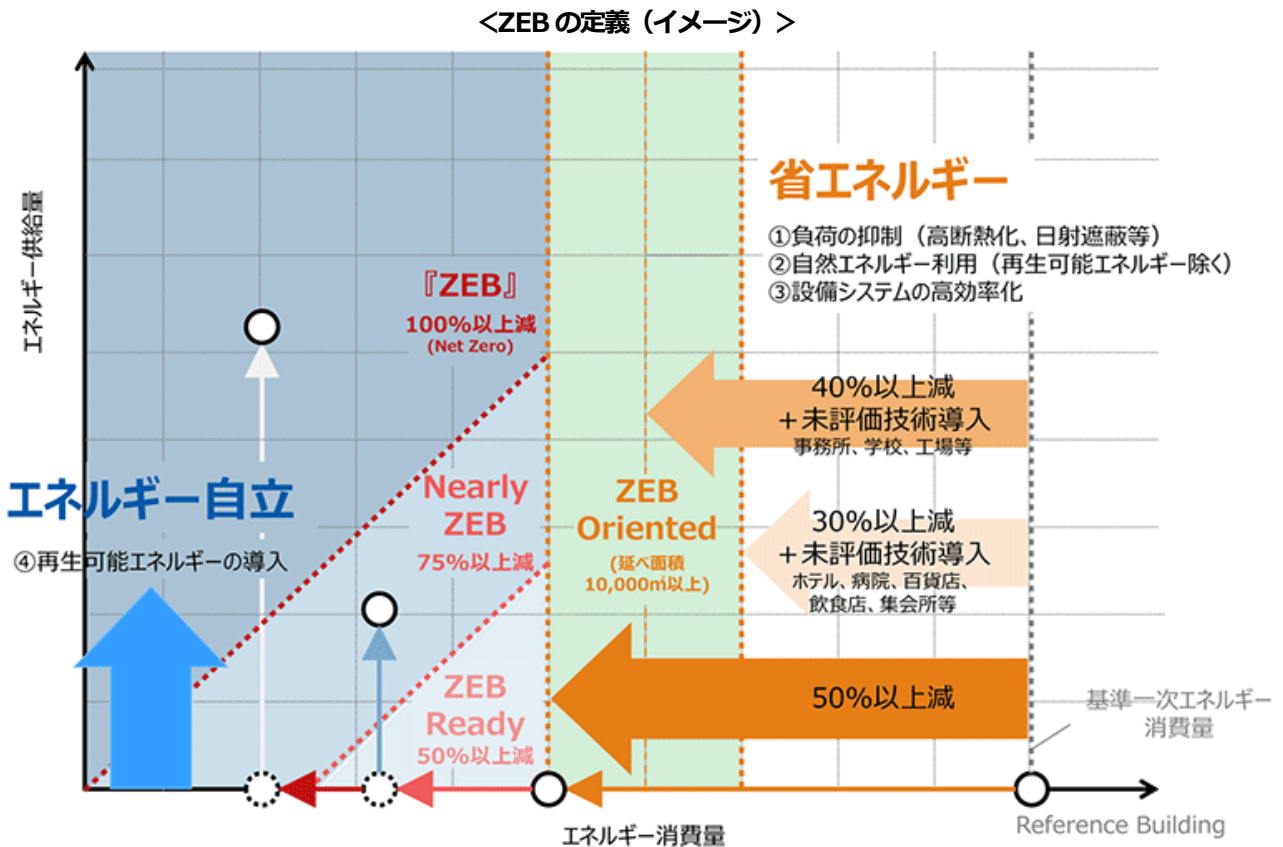 ＜ZEB の定義（イメージ）＞
エネルギー供給量
省エネルギー
①負荷の抑制（高断熱化、日射遮蔽等）
②自然エネルギー利用（再生可能エネルギー除く）
③設備システムの高効率化
『ZEB』
100%以上減
(Net Zero)
40%以上減
＋未評価技術導入
事務所、学校、工場等
エネルギー自立
④再生可能エネルギーの導入
Nearly
ZEB
75%以上減
ZEB
Oriented
(延べ面積
10,000㎡以上)
30%以上減
＋未評価技術導入
ホテル、病院、百貨店、
飲食店、集会所等
ZEB
Ready
50%以上減
50%以上減
基準一次エネルギー
消費量
エネルギー消費量
Reference Building